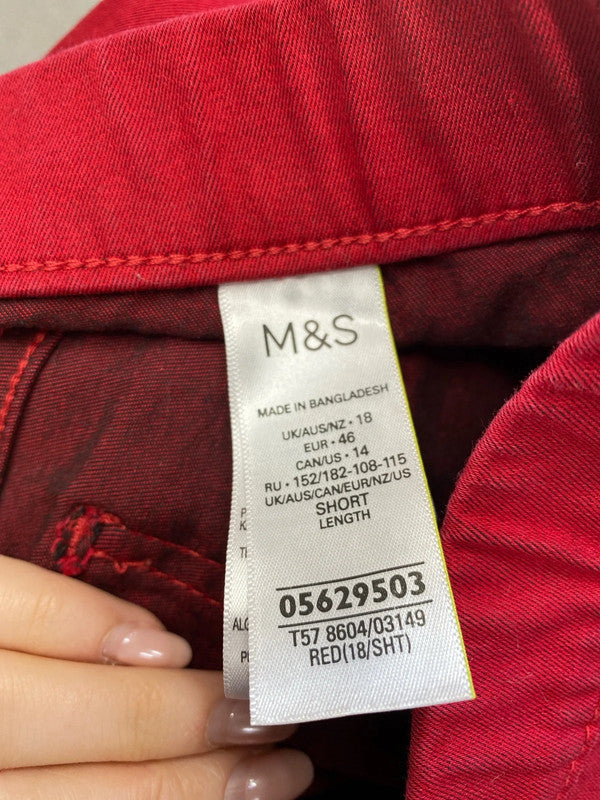 M&S
MADE IN BANGLADESH
UK/AUS/NZ • 18
EUR • 46
CAN/US • 14
RU • 152/182-108-115
UK/AUS/CAN/EUR/NZ/US
SHORT
LENGTH
05629503
T57 8604/03149
RED(18/SHT)